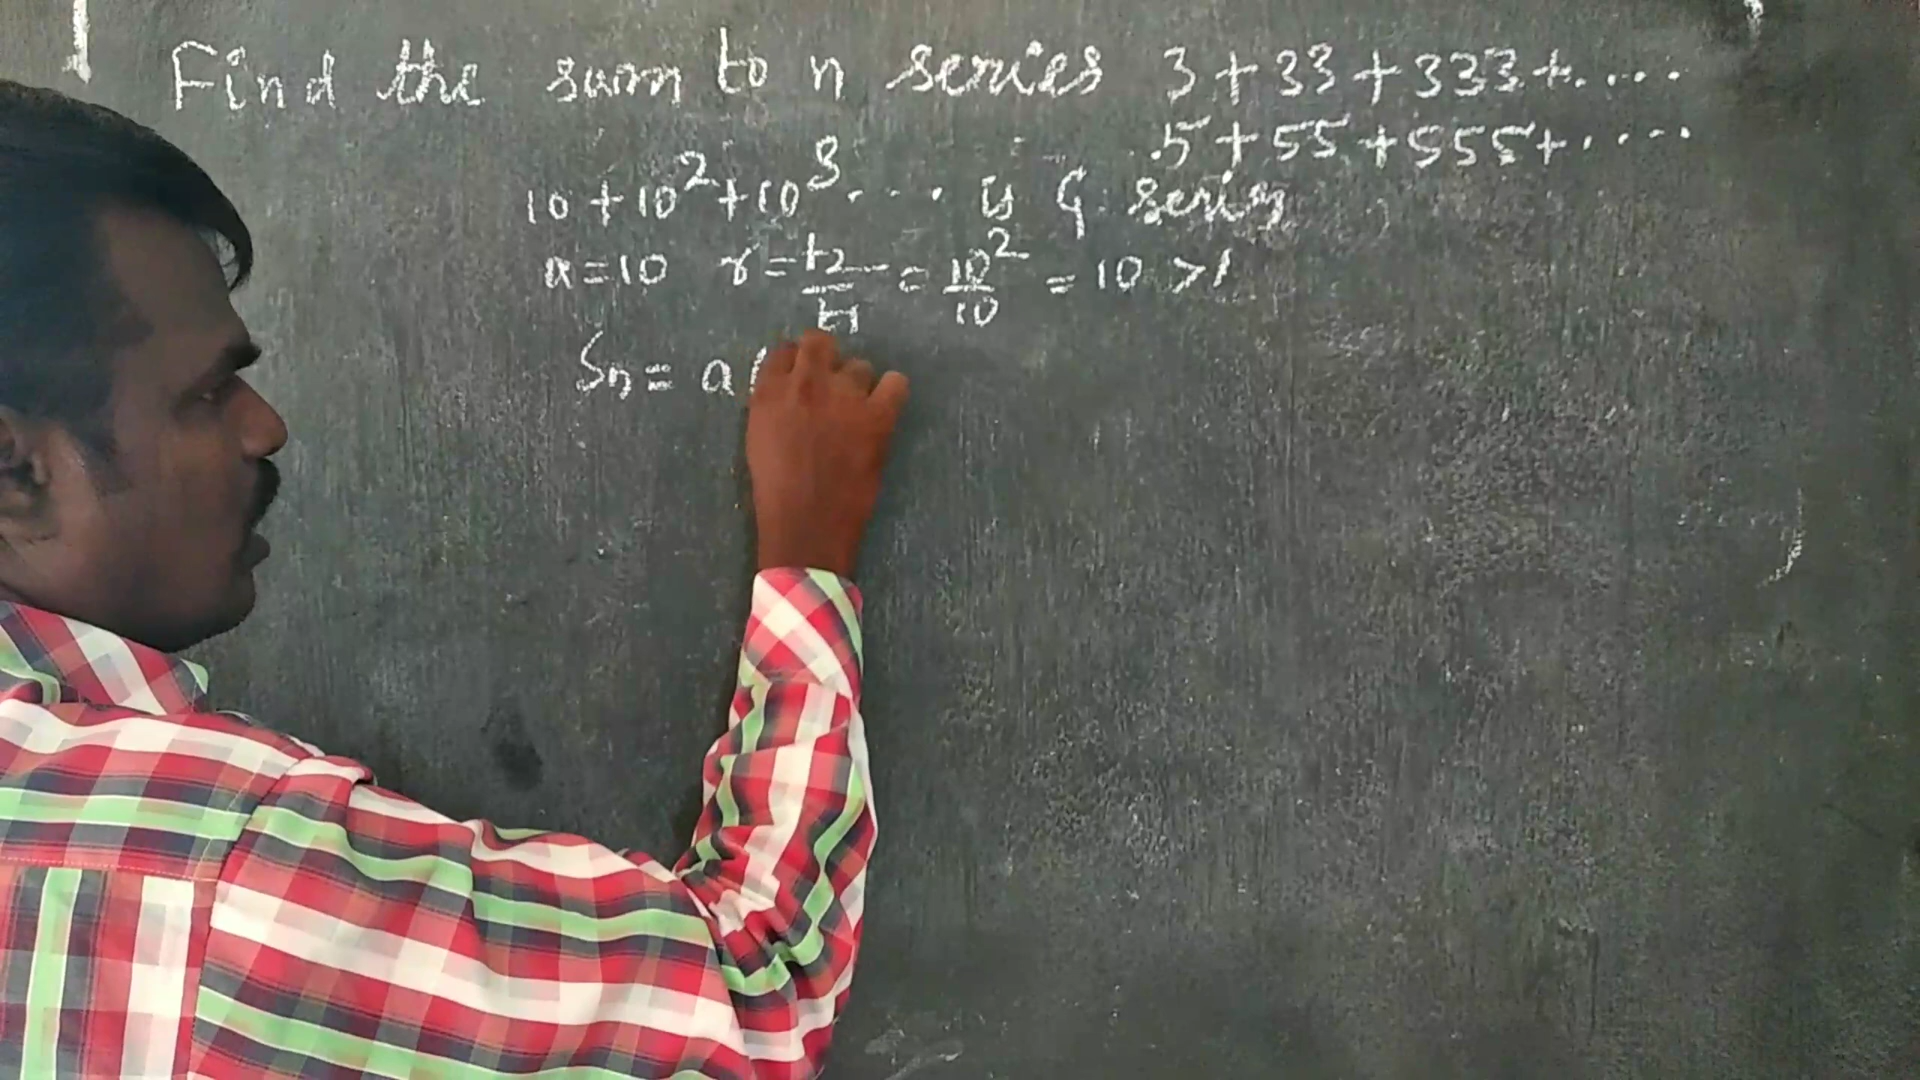 Find the sum to n series 3+33+333+.....
5+55+555+....
10+10²+10³.... is G series
a=10 r=t2/t1=10²/10=10>1
Sn=a(